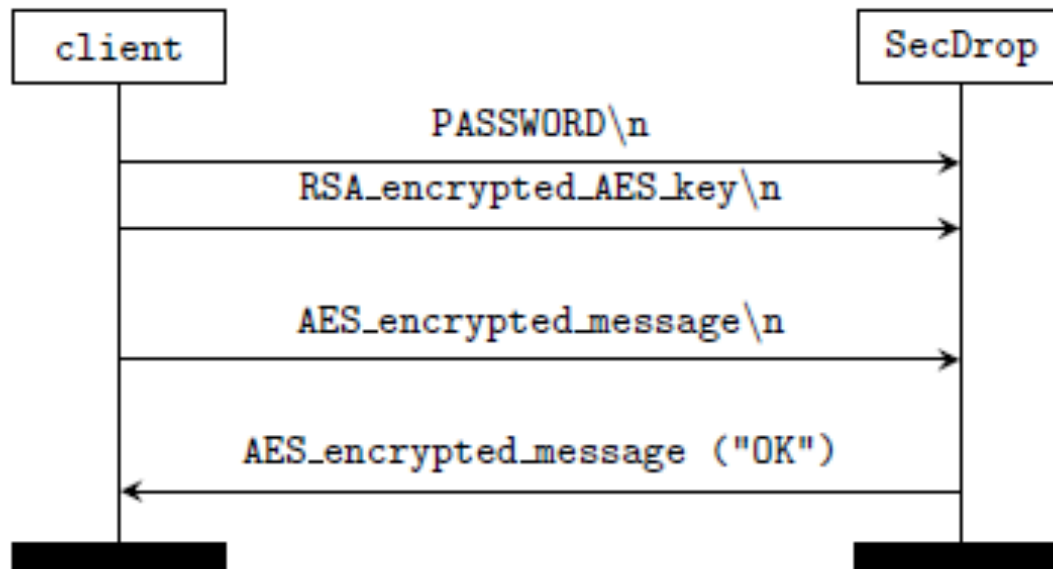 client
SecDrop
PASSWORD\n
RSA_encrypted_AES_key\n
AES_encrypted_message\n
AES_encrypted_message ("OK")